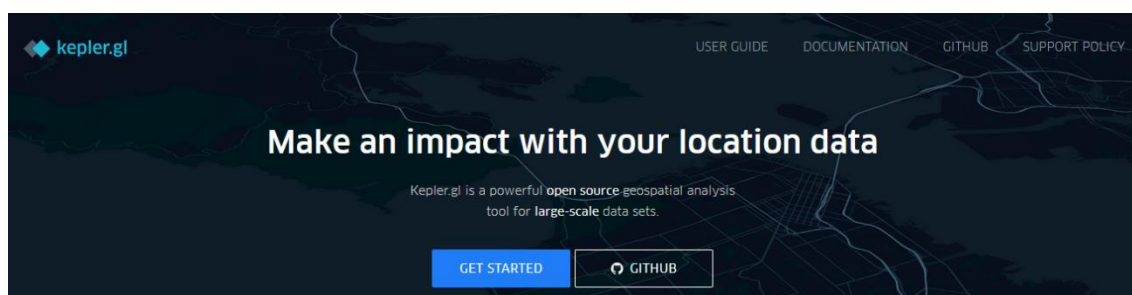 kepler.gl
USER GUIDE DOCUMENTATION GITHUB SUPPORT POLICY
Make an impact with your location data
Kepler.gl is a powerful open source geospatial analysis
tool for large-scale data sets.
GET STARTED GITHUB